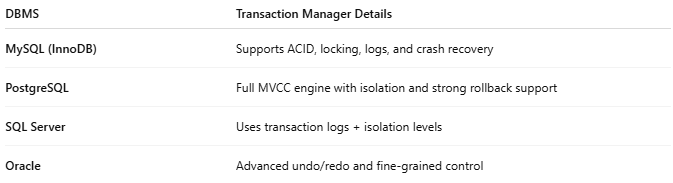 DBMS Transaction Manager Details
MySQL (InnoDB) Supports ACID, locking, logs, and crash recovery
PostgreSQL Full MVCC engine with isolation and strong rollback support
SQL Server Uses transaction logs + isolation levels
Oracle Advanced undo/redo and fine-grained control